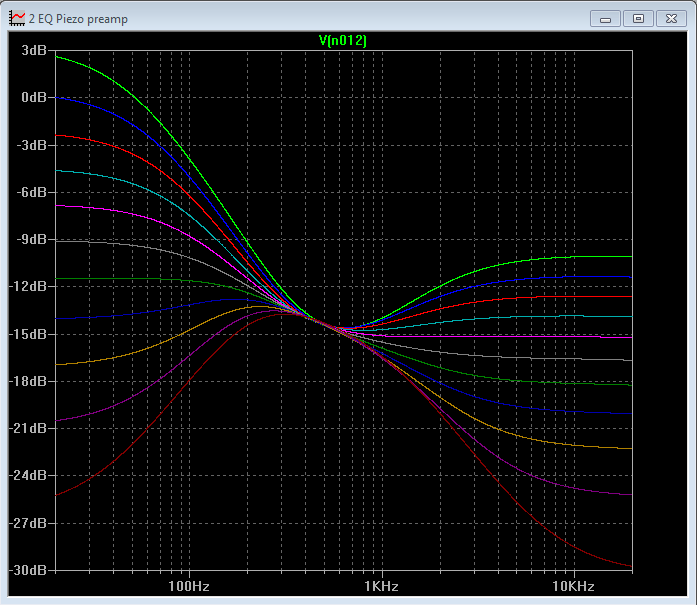 2 EQ Piezo preamp
V(n012)
3dB
0dB
-3dB
-6dB
-9dB
-12dB
-15dB
-18dB
-21dB
-24dB
-27dB
-30dB
100Hz 1KHz 10KHz